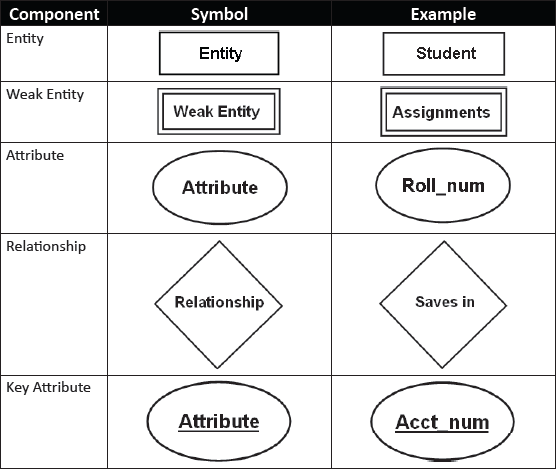 Component Symbol Example
Entity Entity Student
Weak Entity Weak Entity Assignments
Attribute Attribute Roll_num
Relationship Relationship Saves in
Key Attribute Attribute Acct_num